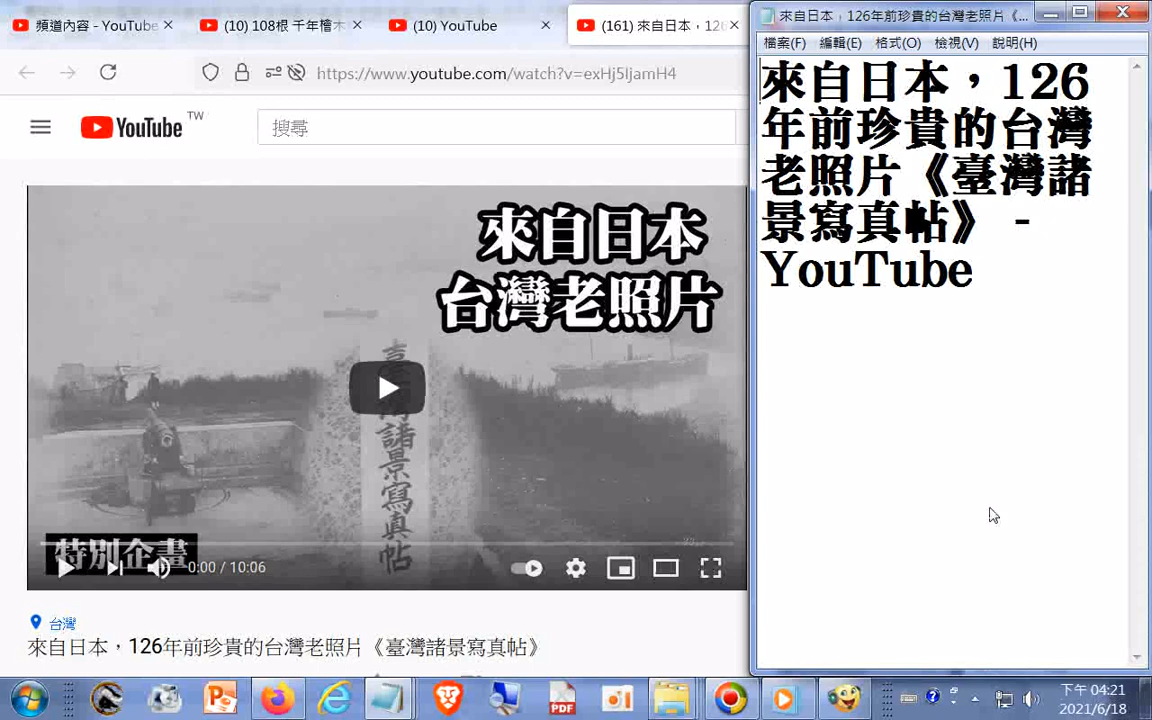 頻道內容 - YouTube
(10) 108根 千年檜木
(10) YouTube
(161) 來自日本，126
https://www.youtube.com/watch?v=exHj5IjamH4
YouTube TW
搜尋
來自日本
台灣老照片
臺灣諸景寫真帖
特別企畫
0:00 / 10:06
台灣
來自日本，126年前珍貴的台灣老照片《臺灣諸景寫真帖》
來自日本，126年前珍貴的台灣老照片《...
檔案(F) 編輯(E) 格式(O) 檢視(V) 說明(H)
來自日本，126
年前珍貴的台灣
老照片《臺灣諸
景寫真帖》 -
YouTube
PDF
下午 04:21
2021/6/18